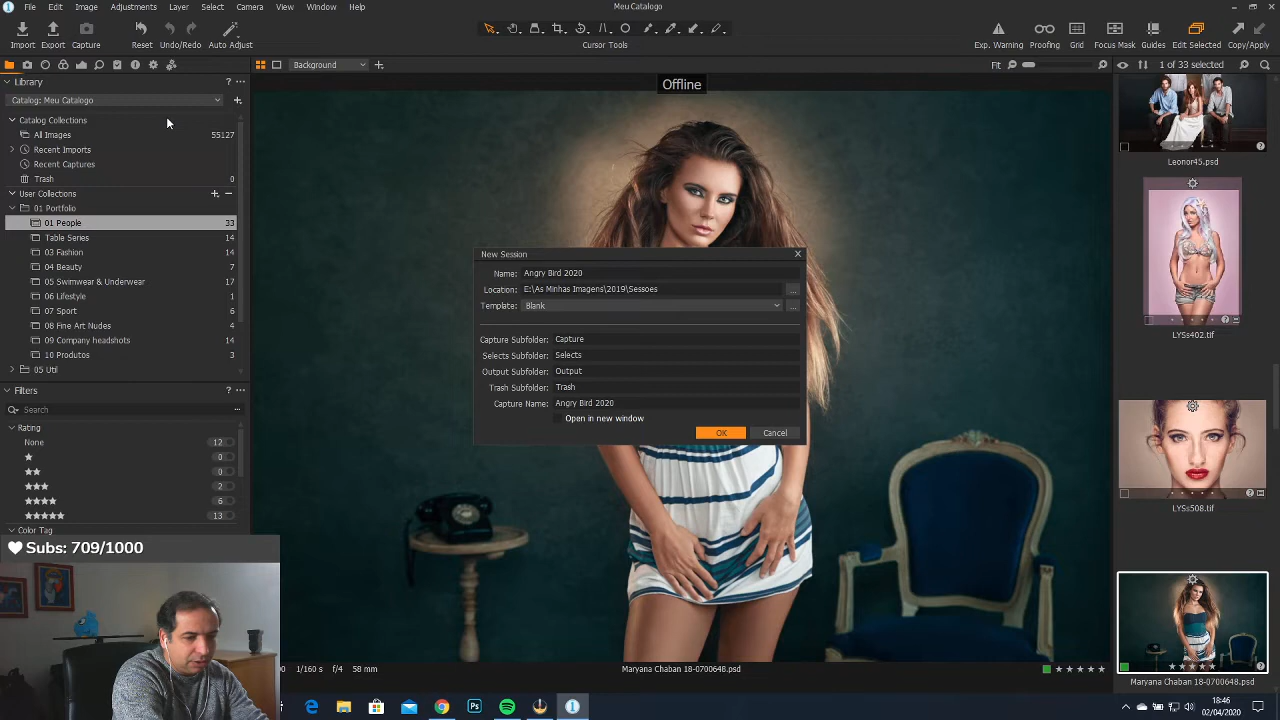 File Edit Image Adjustments Layer Select Camera View Window Help
Meu Catalogo
Import Export Capture Reset Undo/Redo Auto Adjust
Cursor Tools
Exp. Warning Proofing Grid Focus Mask Guides Edit Selected Copy/Apply
Background
Fit
1 of 33 selected
Library
Catalog: Meu Catalogo
Catalog Collections
All Images 55127
Recent Imports
Recent Captures
Trash 0
User Collections
01 Portfolio
01 People 33
Table Series 14
03 Fashion 14
04 Beauty 7
05 Swimwear & Underwear 15
06 Lifestyle 1
07 Sport 6
08 Fine Art Nudes 4
09 Company headshots 14
10 Produtos 3
05 Util
Filters
Search
Rating
None 12
0
0
2
6
13
Color Tag
Subs: 709/1000
Offline
New Session
Name: Angry Bird 2020
Location: E:\As Minhas Imagens\2019\Sessoes
Template: Blank
Capture Subfolder: Capture
Selects Subfolder: Selects
Output Subfolder: Output
Trash Subfolder: Trash
Capture Name: Angry Bird 2020
Open in new window
OK Cancel
00 1/160 s f/4 58 mm
Maryana Chaban 18-0700648.psd
Leonor45.psd
LYSs402.tif
LYSs508.tif
Maryana Chaban 18-0700648.psd
18:46
02/04/2020